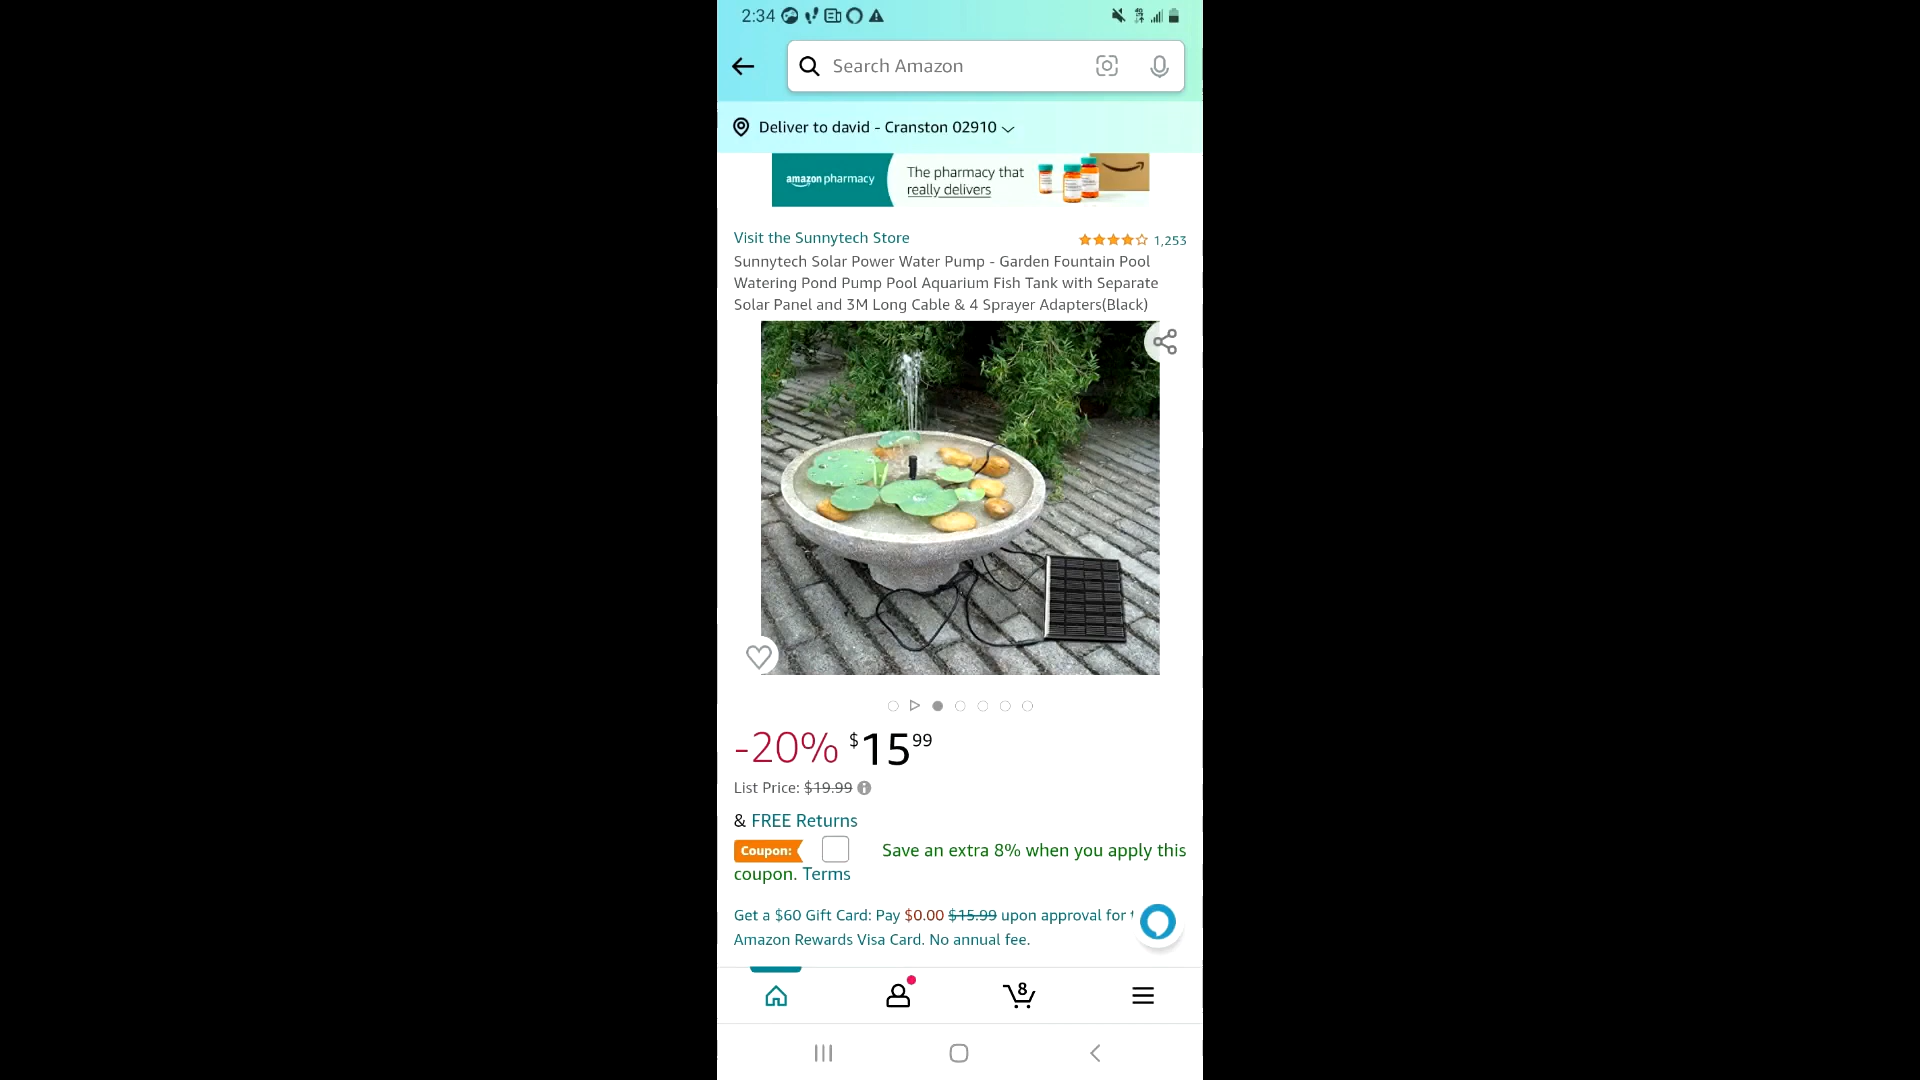 2:34
Search Amazon
Deliver to david - Cranston 02910
amazon pharmacy
The pharmacy that
really delivers
Visit the Sunnytech Store
1,253
Sunnytech Solar Power Water Pump - Garden Fountain Pool
Watering Pond Pump Pool Aquarium Fish Tank with Separate
Solar Panel and 3M Long Cable & 4 Sprayer Adapters(Black)
-20% $15 99
List Price: $19.99
& FREE Returns
Coupon: Save an extra 8% when you apply this
coupon. Terms
Get a $60 Gift Card: Pay $0.00 $15.99 upon approval for
Amazon Rewards Visa Card. No annual fee.
8